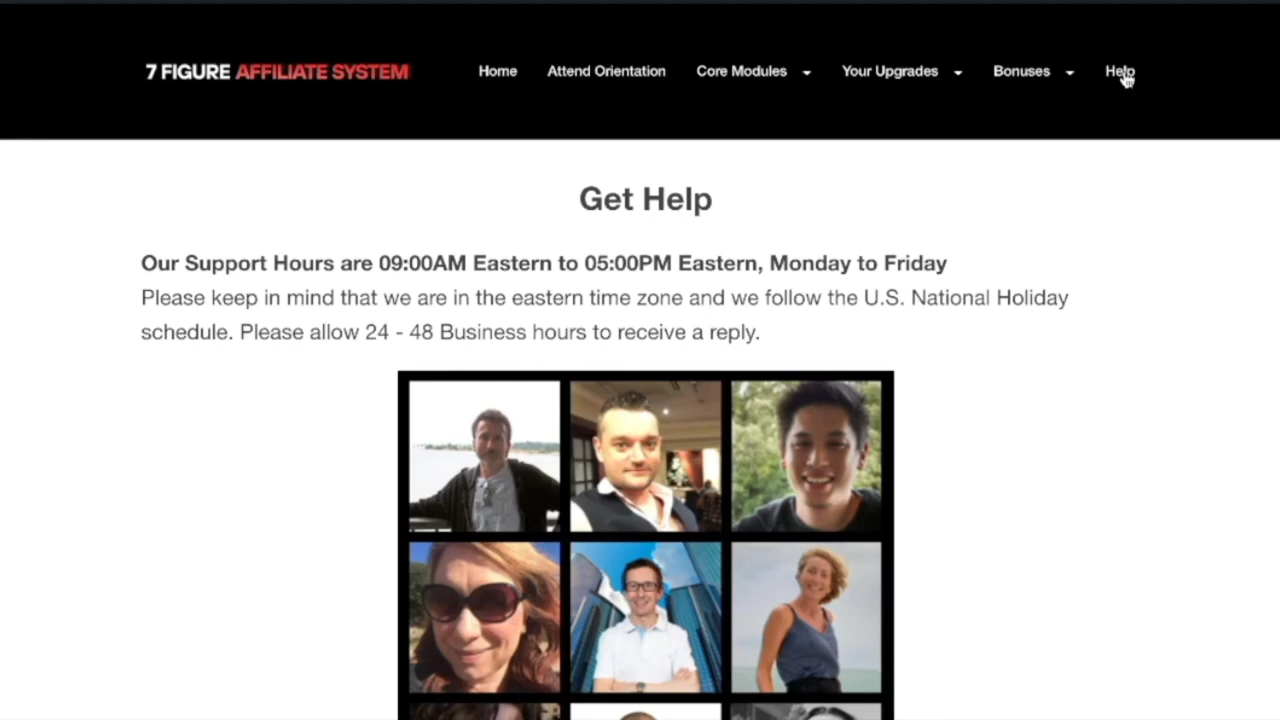 7 FIGURE AFFILIATE SYSTEM
Home Attend Orientation Core Modules Your Upgrades Bonuses Help
Get Help
Our Support Hours are 09:00AM Eastern to 05:00PM Eastern, Monday to Friday
Please keep in mind that we are in the eastern time zone and we follow the U.S. National Holiday
schedule. Please allow 24 - 48 Business hours to receive a reply.